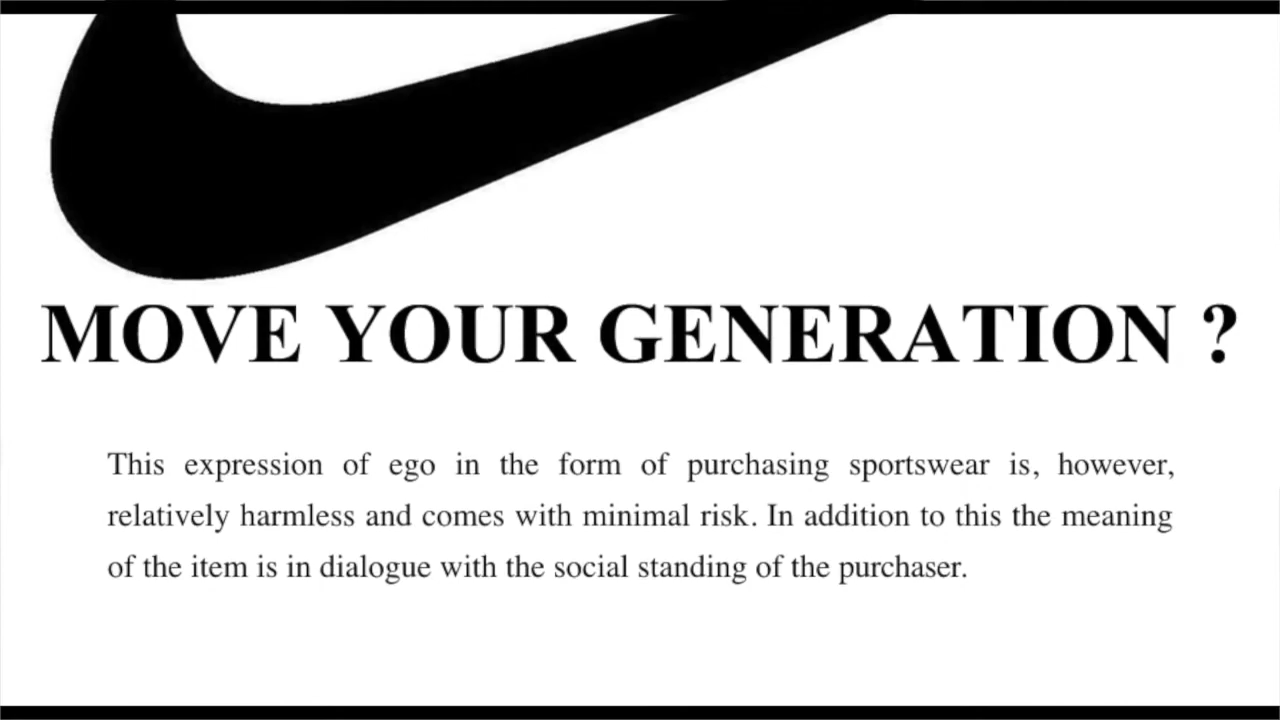 MOVE YOUR GENERATION ?
This expression of ego in the form of purchasing sportswear is, however,
relatively harmless and comes with minimal risk. In addition to this the meaning
of the item is in dialogue with the social standing of the purchaser.